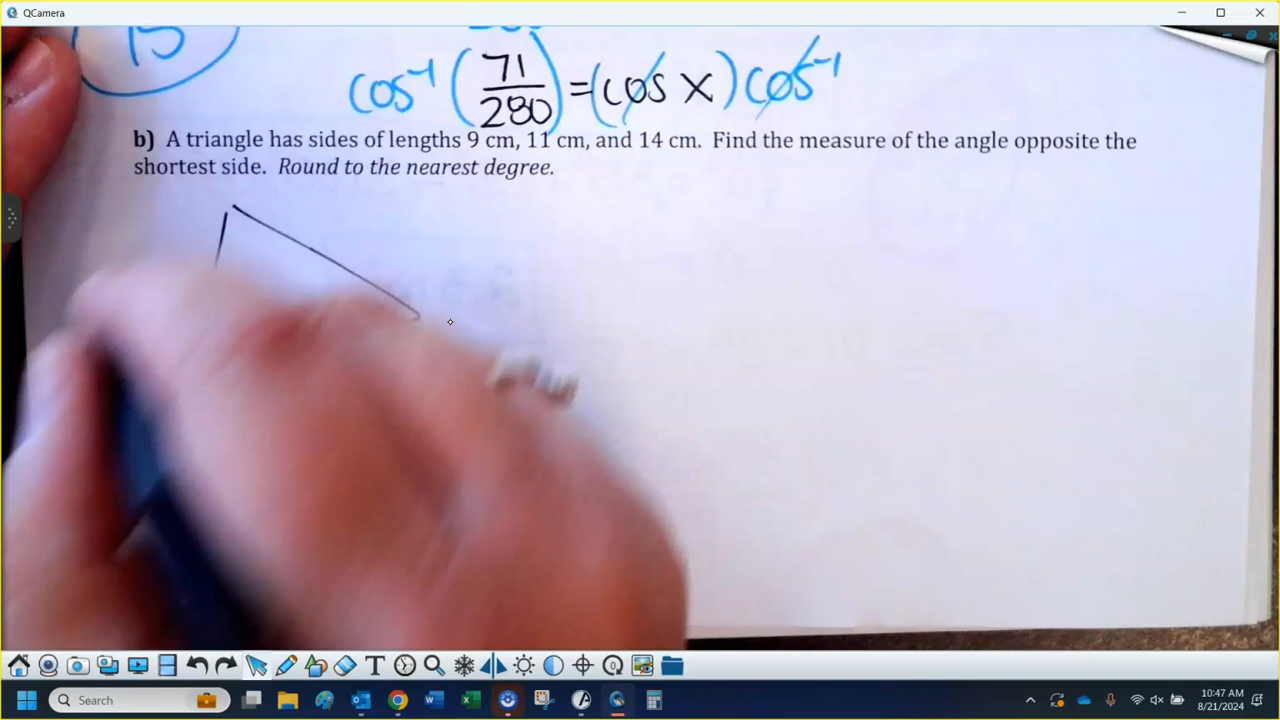 QCamera
15
cos⁻¹ (71/280) = (cos x) cos⁻¹
b) A triangle has sides of lengths 9 cm, 11 cm, and 14 cm. Find the measure of the angle opposite the
shortest side. Round to the nearest degree.
Search
10:47 AM
8/21/2024